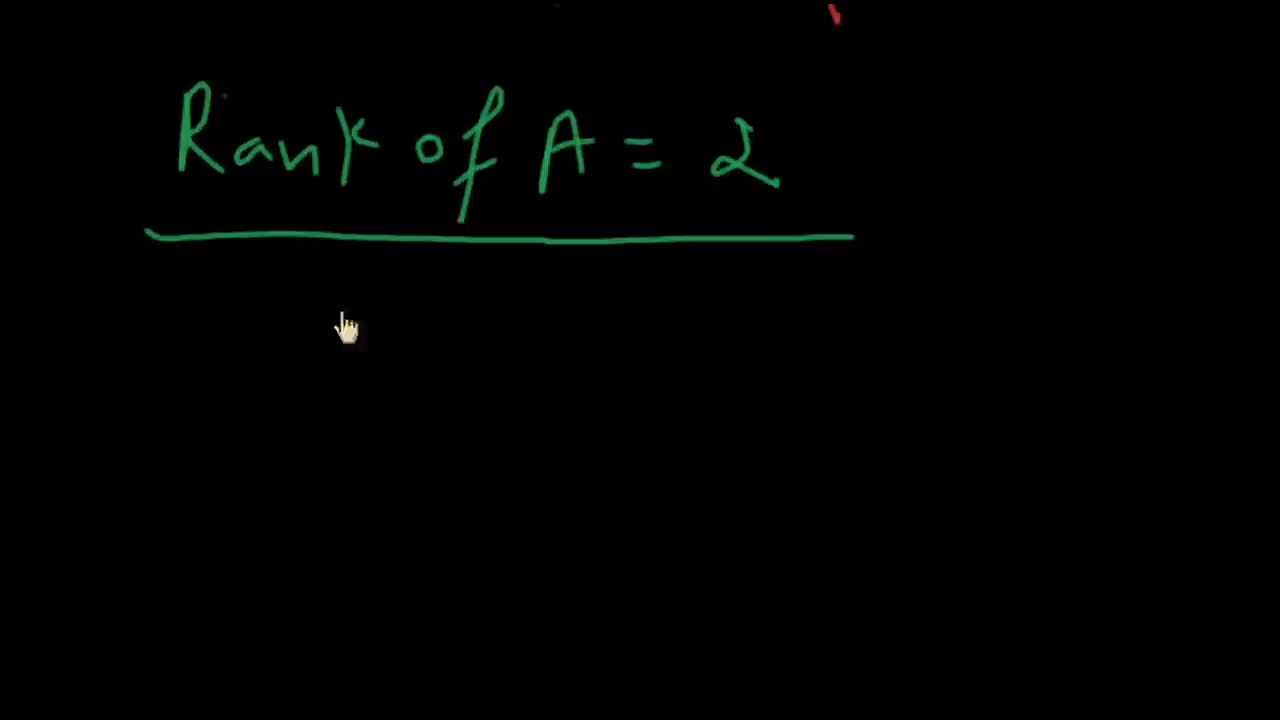 Rank of A = 2